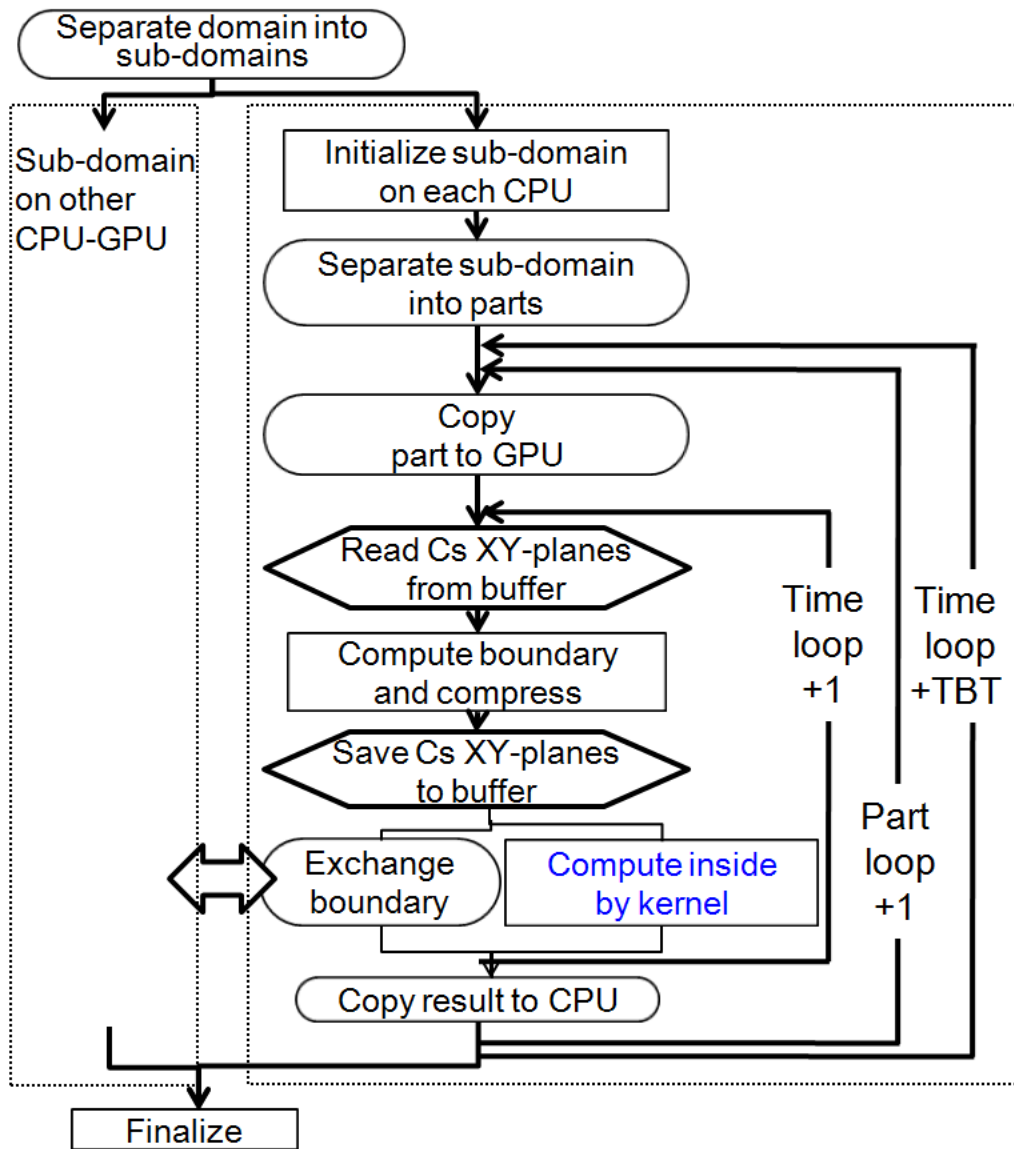 Separate domain into
sub-domains
Sub-domain
on other
CPU-GPU
Initialize sub-domain
on each CPU
Separate sub-domain
into parts
Copy
part to GPU
Read Cs XY-planes
from buffer
Compute boundary
and compress
Save Cs XY-planes
to buffer
Exchange
boundary
Compute inside
by kernel
Copy result to CPU
Time
loop
+1
Part
loop
+1
Time
loop
+TBT
Finalize